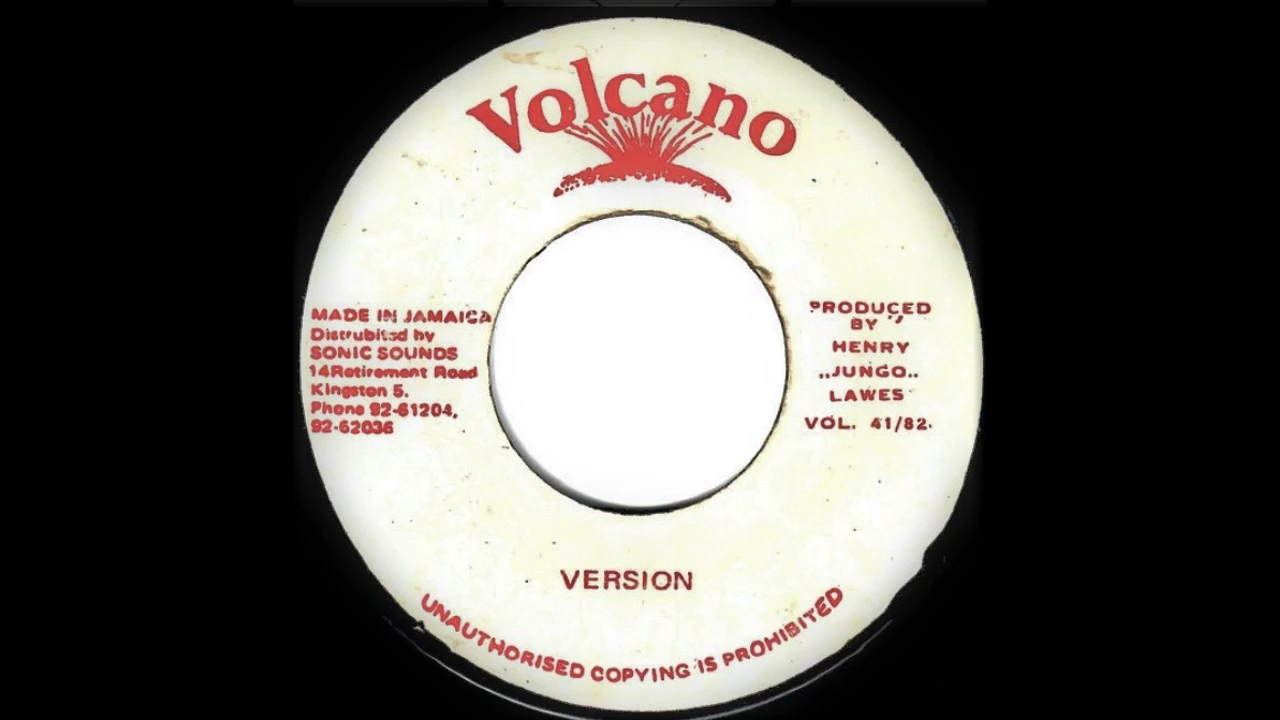 Volcano
MADE IN JAMAICA
Distrubited by
SONIC SOUNDS
14Retirement Road
Kingston 5.
Phone 92-61204,
92-62036
PRODUCED
BY "
HENRY
,,JUNGO..
LAWES
VOL. 41/82.
VERSION
UNAUTHORISED COPYING IS PROHIBITED